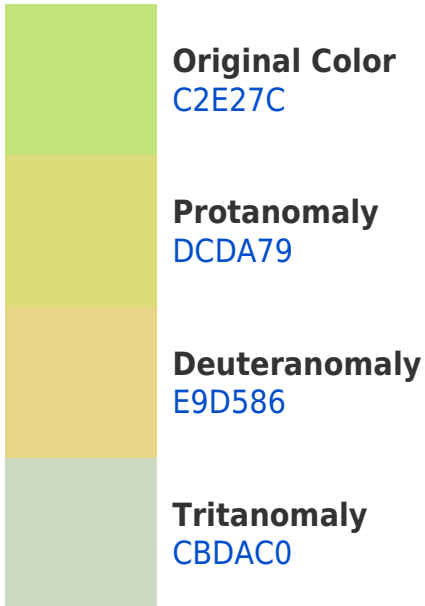 Original Color
C2E27C
Protanomaly
DCDA79
Deuteranomaly
E9D586
Tritanomaly
CBDAC0